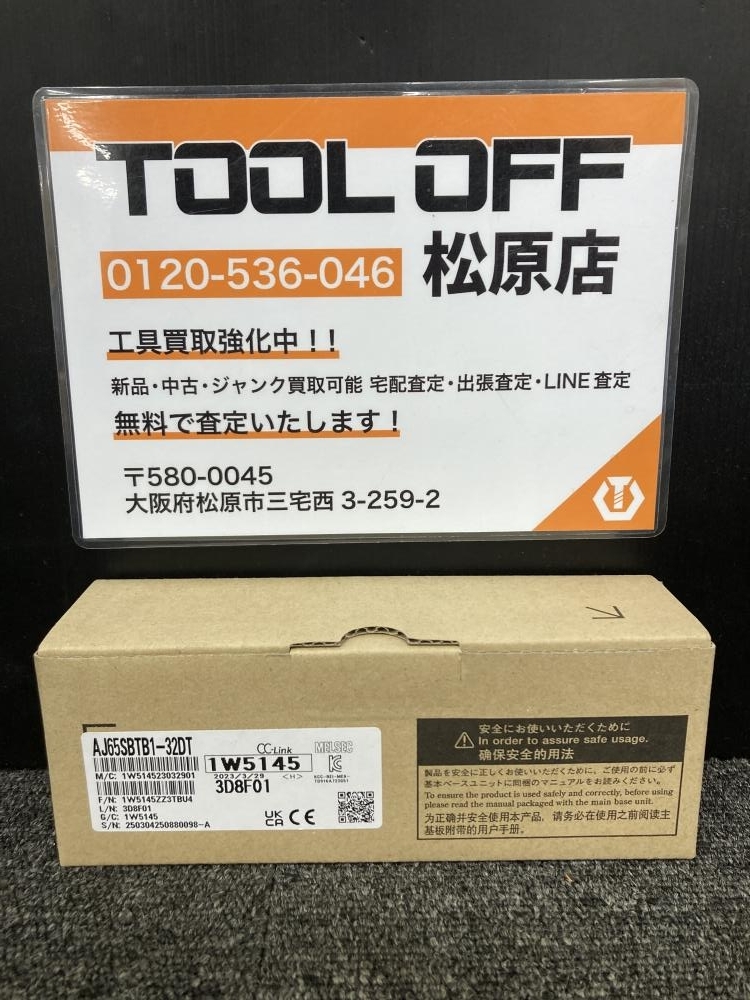 TOOL OFF
0120-536-046 松原店
工具買取強化中！！
新品・中古・ジャンク買取可能 宅配査定・出張査定・LINE査定
無料で査定いたします！
〒580-0045
大阪府松原市三宅西 3-259-2
AJ65SBTB1-32DT
CC-Link MELSEC
1W5145
M/C: 1W514523032901
2023/3/29 <H>
3D8F01
F/N: 1W5145ZZ3TBU4
L/N: 3D8F01
G/C: 1W5145
S/N: 250304250880098-A
UK CA CE
安全にお使いいただくために
In order to assure safe usage.
确保安全的用法
製品を安全に正しくお使いいただくために、ご使用の前に必ず
基本ベースユニットに同梱のマニュアルをお読みください。
To ensure the product is used safely and correctly, before using
please read the manual packaged with the main base unit.
为正确并安全使用本产品，请务必在使用之前阅读主
基板附带的用户手册。